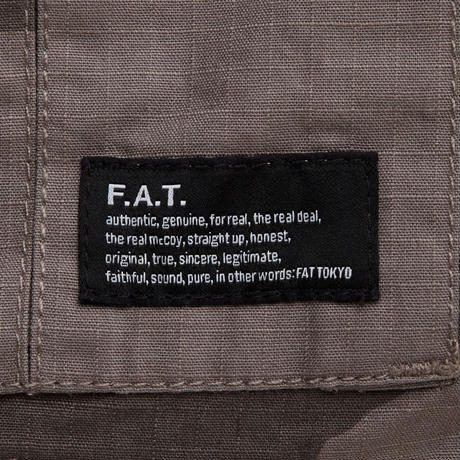 F.A.T.
authentic, genuine, for real, the real deal,
the real mccoy, straight up, honest,
original, true, sincere, legitimate,
faithful, sound, pure, in other words: FAT TOKYO